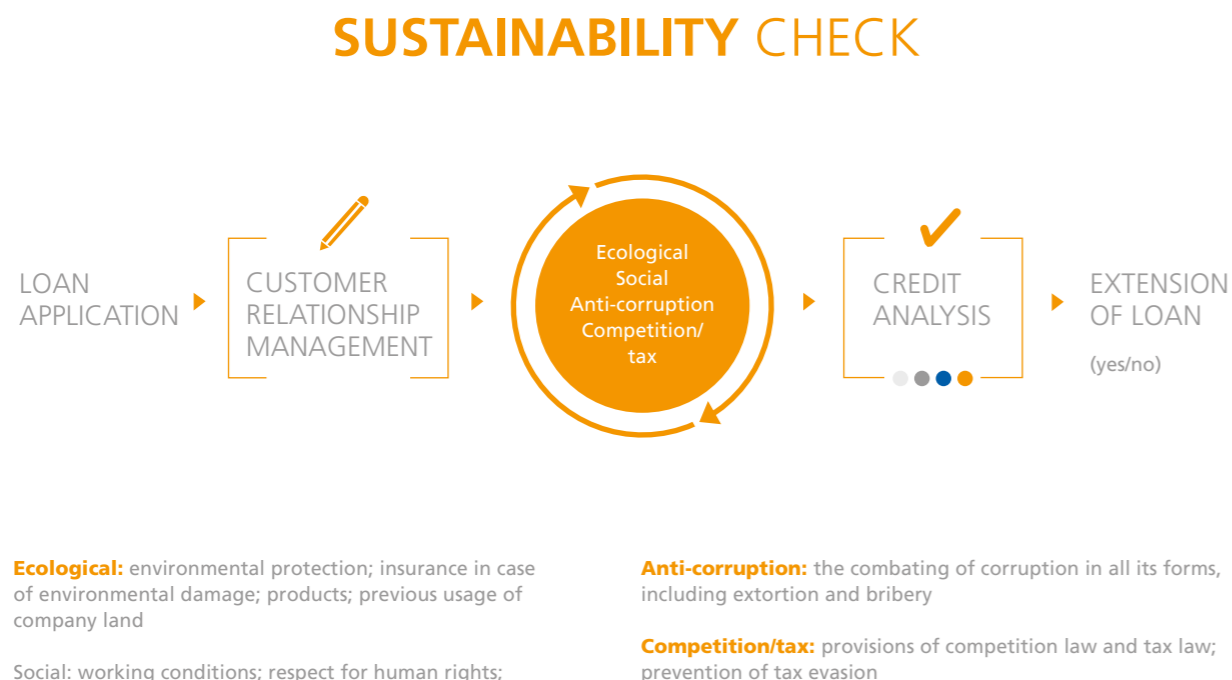 SUSTAINABILITY CHECK
LOAN
APPLICATION
CUSTOMER
RELATIONSHIP
MANAGEMENT
Ecological
Social
Anti-corruption
Competition/
tax
CREDIT
ANALYSIS
EXTENSION
OF LOAN
(yes/no)
Ecological: environmental protection; insurance in case
of environmental damage; products; previous usage of
company land
Social: working conditions; respect for human rights;
Anti-corruption: the combating of corruption in all its forms,
including extortion and bribery
Competition/tax: provisions of competition law and tax law;
prevention of tax evasion